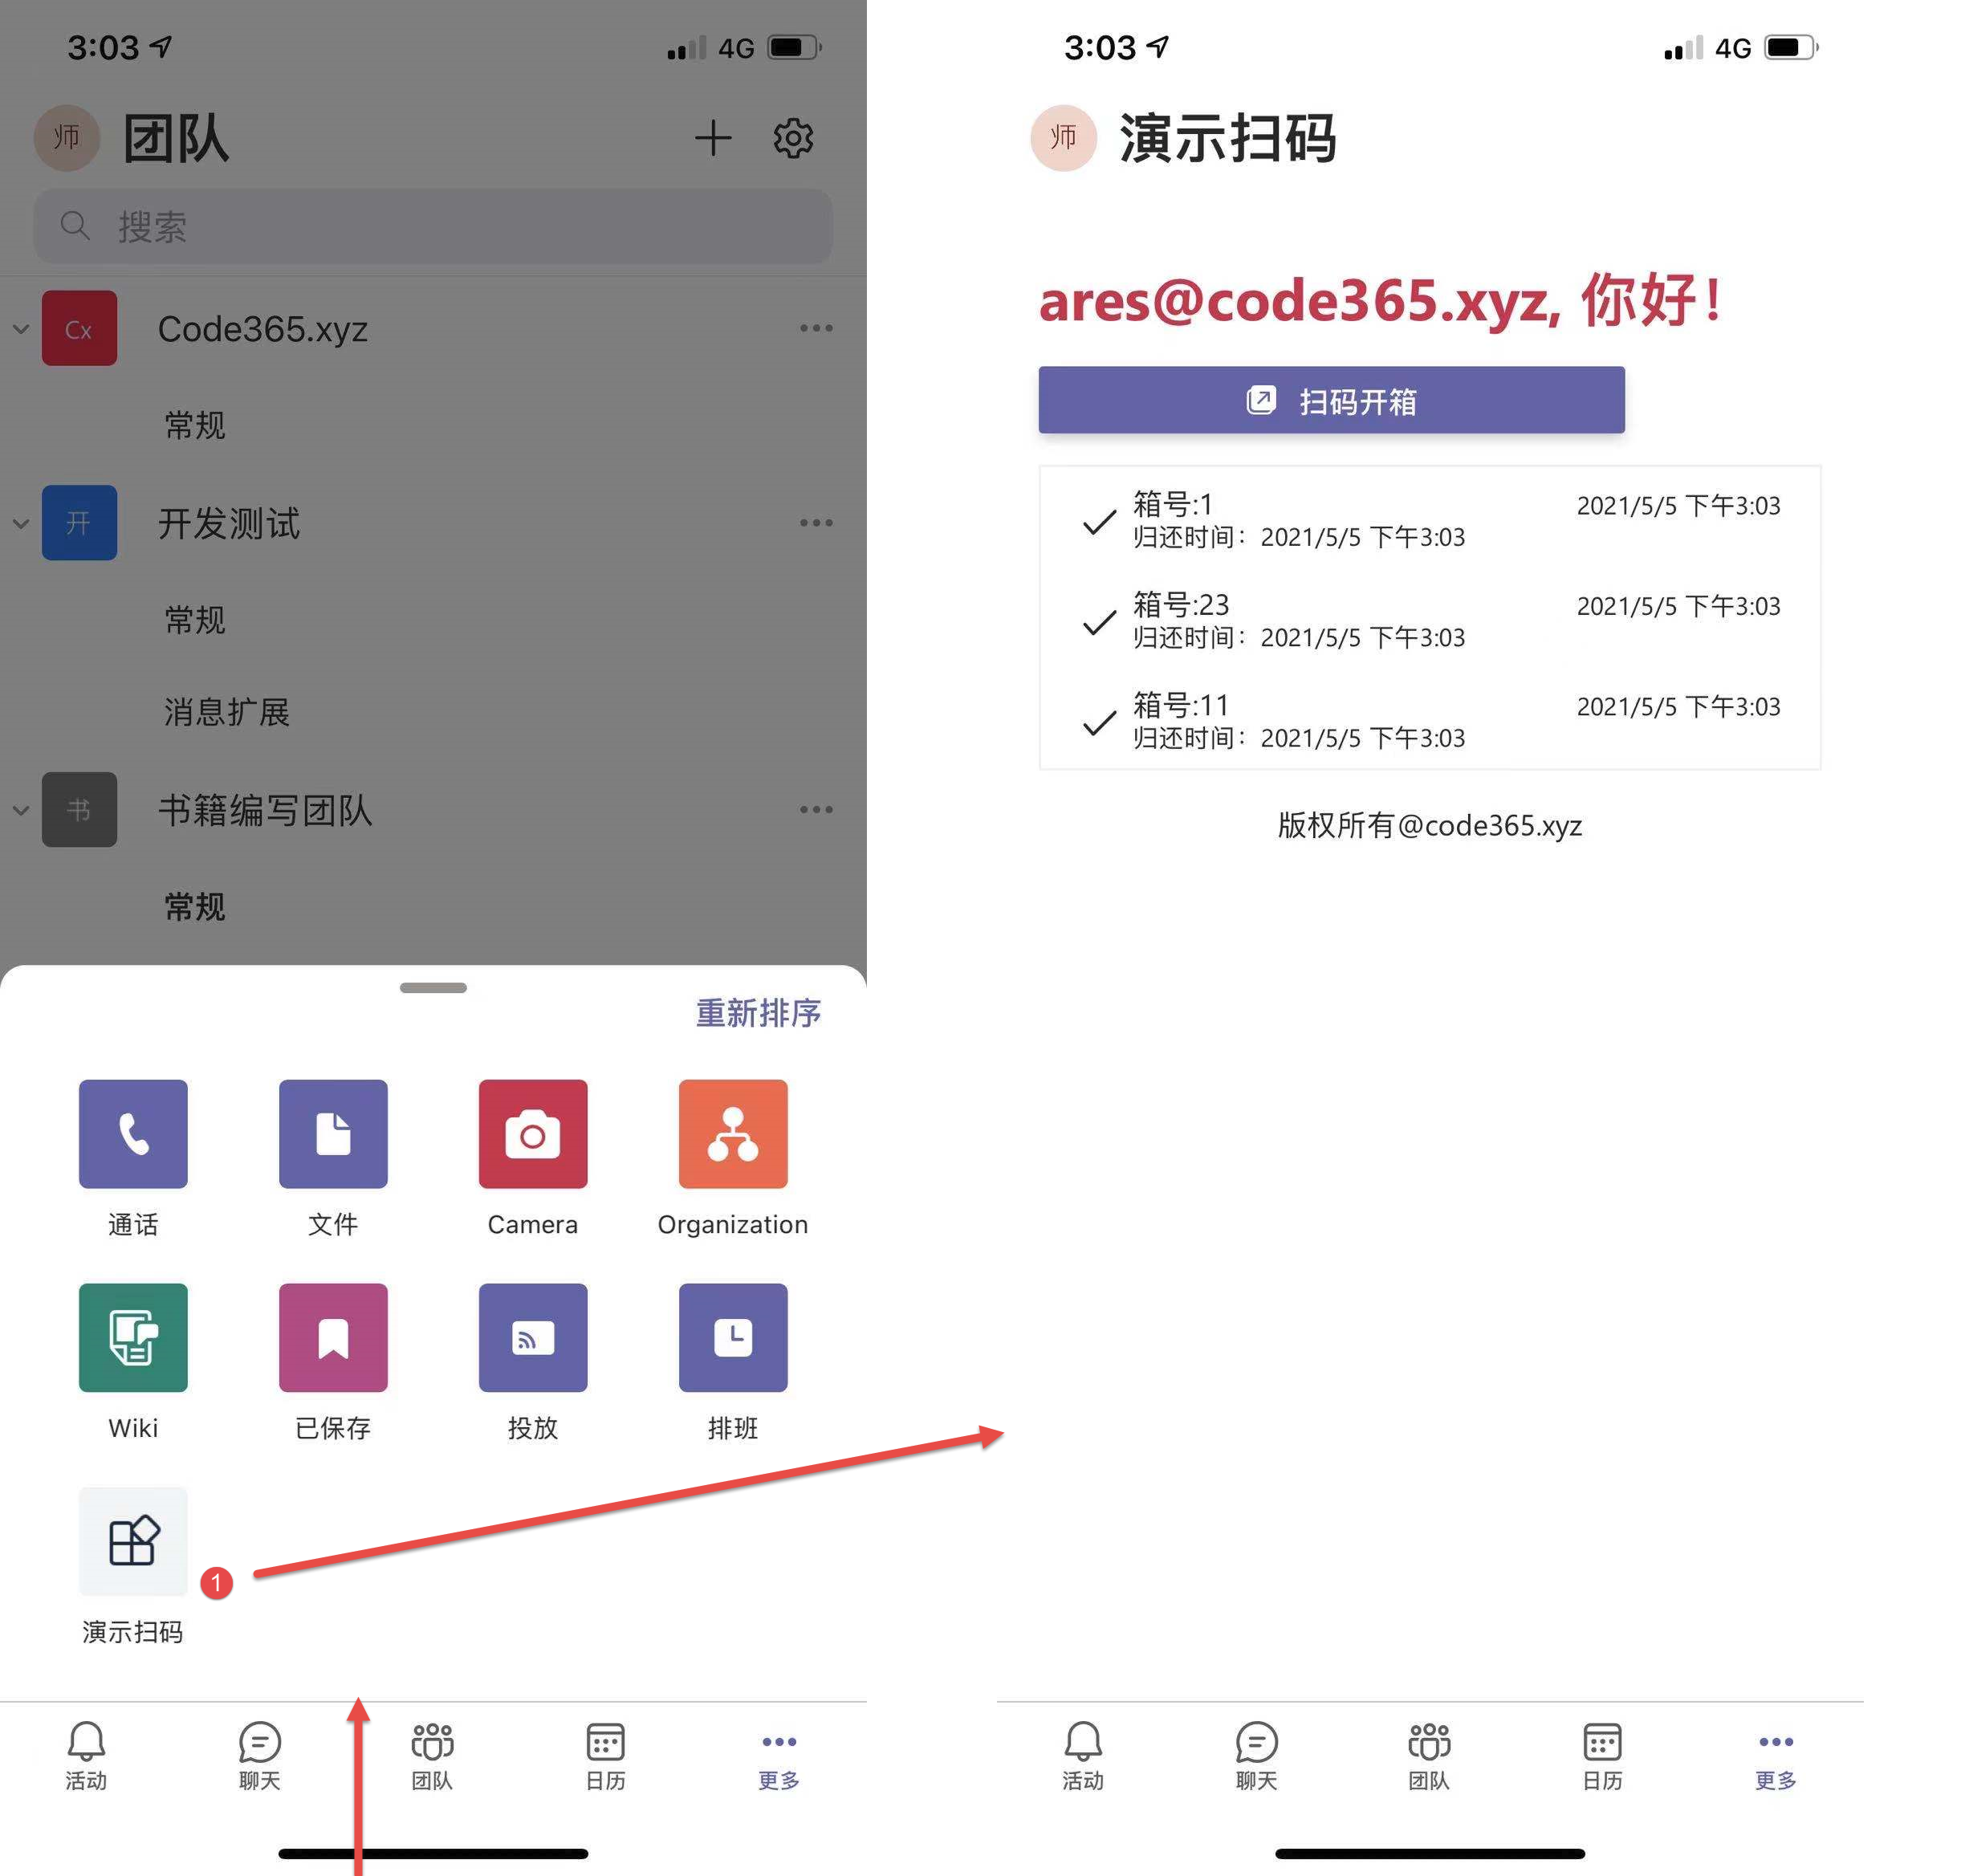 3:03
4G
师
团队
搜索
Cx
Code365.xyz
常规
开
开发测试
常规
消息扩展
书
书籍编写团队
常规
重新排序
通话
文件
Camera
Organization
Wiki
已保存
投放
排班
1
演示扫码
活动
聊天
团队
日历
更多
3:03
4G
师
演示扫码
ares@code365.xyz, 你好！
扫码开箱
箱号:1
2021/5/5 下午3:03
归还时间：2021/5/5 下午3:03
箱号:23
2021/5/5 下午3:03
归还时间：2021/5/5 下午3:03
箱号:11
2021/5/5 下午3:03
归还时间：2021/5/5 下午3:03
版权所有@code365.xyz
活动
聊天
团队
日历
更多